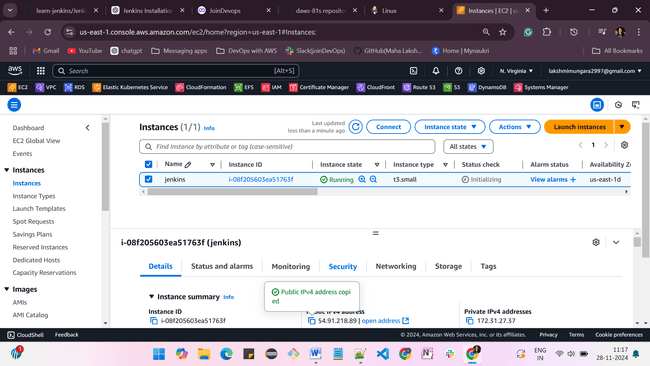 learn-jenkins/Jenk
Jenkins Installation
JoinDevops
daws-81s reposito
Linux
Instances | EC2 | us
us-east-1.console.aws.amazon.com/ec2/home?region=us-east-1#Instances:
Gmail
YouTube
chatgpt
Messaging apps
DevOps with AWS
Slack(JoinDevOps)
GitHub(Maha Laksh...
Home | Mynaukri
All Bookmarks
aws
Search
[Alt+S]
N. Virginia
lakshmimungara2997@gmail.com
EC2
VPC
RDS
Elastic Kubernetes Service
CloudFormation
EFS
IAM
Certificate Manager
CloudFront
Route 53
S3
DynamoDB
Systems Manager
Dashboard
EC2 Global View
Events
Instances
Instances
Instance Types
Launch Templates
Spot Requests
Savings Plans
Reserved Instances
Dedicated Hosts
Capacity Reservations
Images
AMIs
AMI Catalog
Instances (1/1) Info
Last updated
less than a minute ago
Connect
Instance state
Actions
Launch instances
Find Instance by attribute or tag (case-sensitive)
All states
1
Name
Instance ID
Instance state
Instance type
Status check
Alarm status
Availability Z
jenkins
i-08f205603ea51763f
Running
t3.small
Initializing
View alarms +
us-east-1d
i-08f205603ea51763f (jenkins)
Details
Status and alarms
Monitoring
Security
Networking
Storage
Tags
Public IPv4 address copi
ed
Instance summary Info
Instance ID
Public IPv4 address
Private IPv4 addresses
i-08f205603ea51763f
54.91.218.89 | open address
172.31.27.37
CloudShell
Feedback
© 2024, Amazon Web Services, Inc. or its affiliates.
Privacy
Terms
Cookie preferences
ENG
IN
11:17
28-11-2024